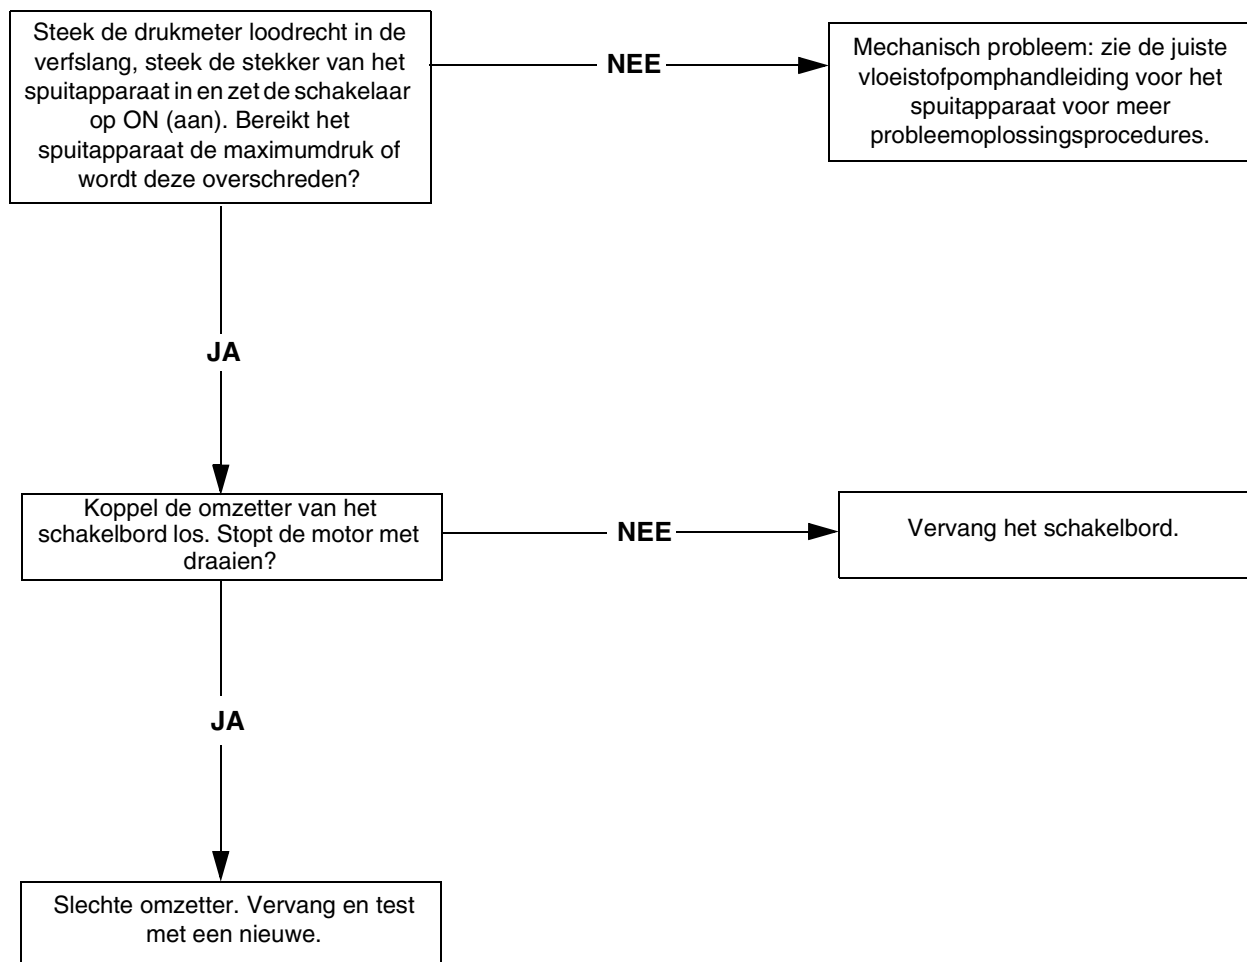 Steek de drukmeter loodrecht in de
verfslang, steek de stekker van het
spuitapparaat in en zet de schakelaar
op ON (aan). Bereikt het
spuitapparaat de maximumdruk of
wordt deze overschreden?
NEE
Mechanisch probleem: zie de juiste
vloeistofpomphandleiding voor het
spuitapparaat voor meer
probleemoplossingsprocedures.
JA
Koppel de omzetter van het
schakelbord los. Stopt de motor met
draaien?
NEE
Vervang het schakelbord.
JA
Slechte omzetter. Vervang en test
met een nieuwe.